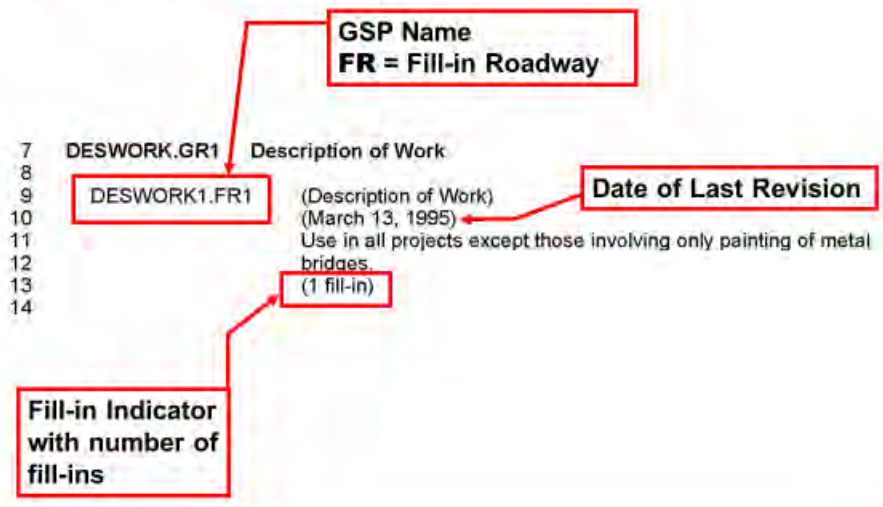 GSP Name
FR = Fill-in Roadway
7 DESWORK.GR1 Description of Work
8
9 DESWORK1.FR1 (Description of Work)
Date of Last Revision
10 (March 13, 1995)
11 Use in all projects except those involving only painting of metal
12 bridges.
13 (1 fill-in)
14
Fill-in Indicator
with number of
fill-ins